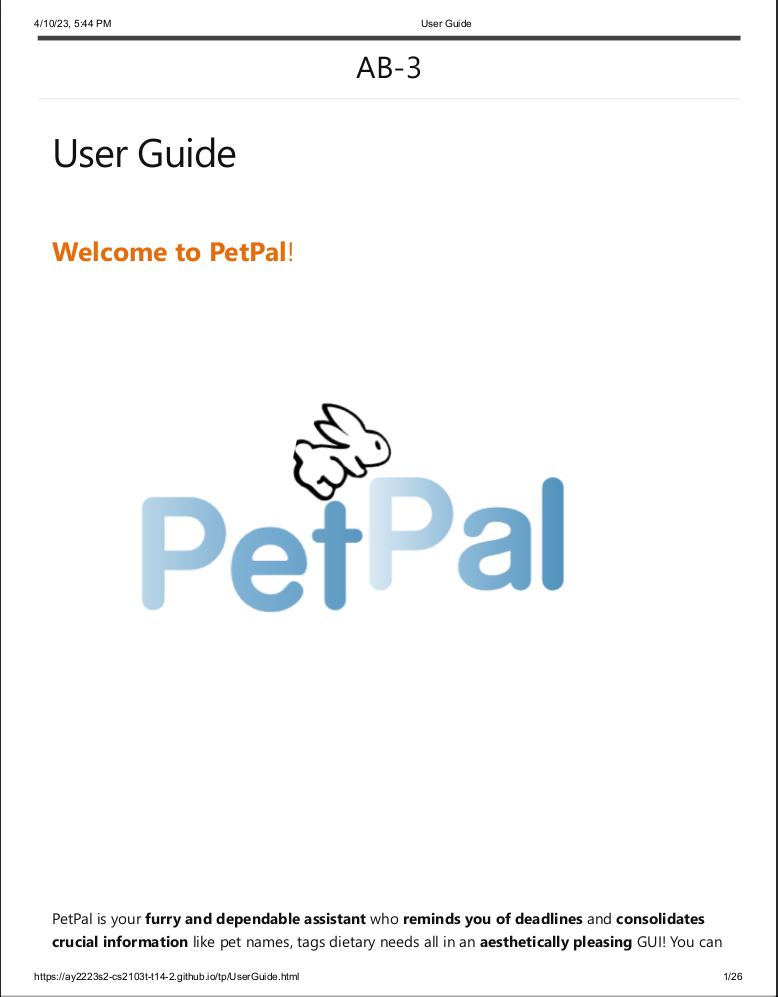 4/10/23, 5:44 PM User Guide
AB-3
User Guide
Welcome to PetPal!
PetPal
PetPal is your furry and dependable assistant who reminds you of deadlines and consolidates
crucial information like pet names, tags dietary needs all in an aesthetically pleasing GUI! You can
https://ay2223s2-cs2103t-t14-2.github.io/tp/UserGuide.html 1/26